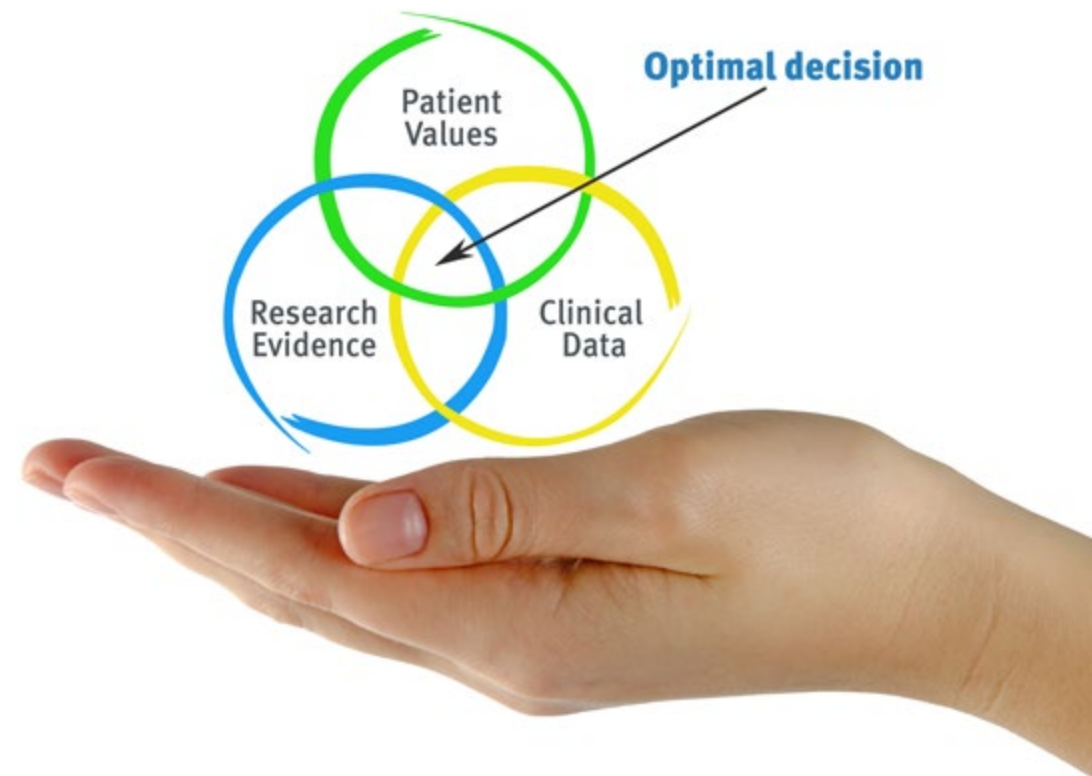 Optimal decision
Patient
Values
Research
Evidence
Clinical
Data